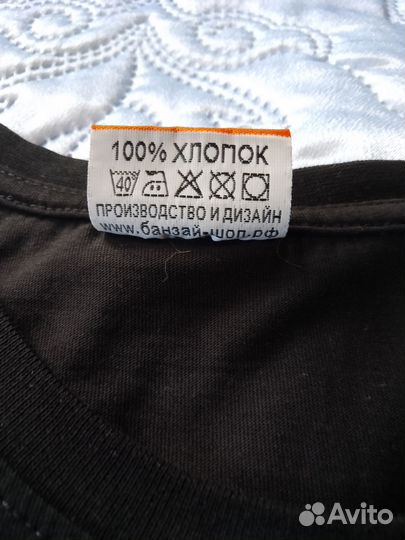 100% ХЛОПОК
40
ПРОИЗВОДСТВО И ДИЗАЙН
www.банзай-шоп.рф
Avito